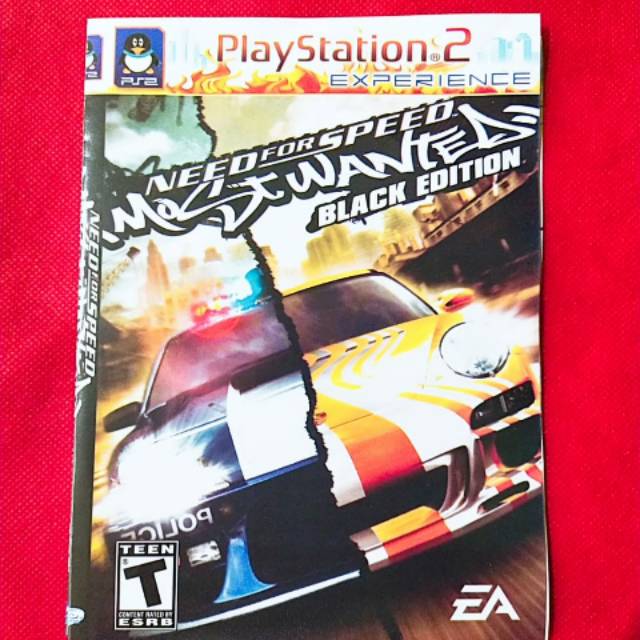 PlayStation®2
PS2
EXPERIENCE
NEED FOR SPEED
MOST WANTED
BLACK EDITION
NEED FOR SPEED
POLICE
TEEN
T
CONTENT RATED BY
ESRB
EA